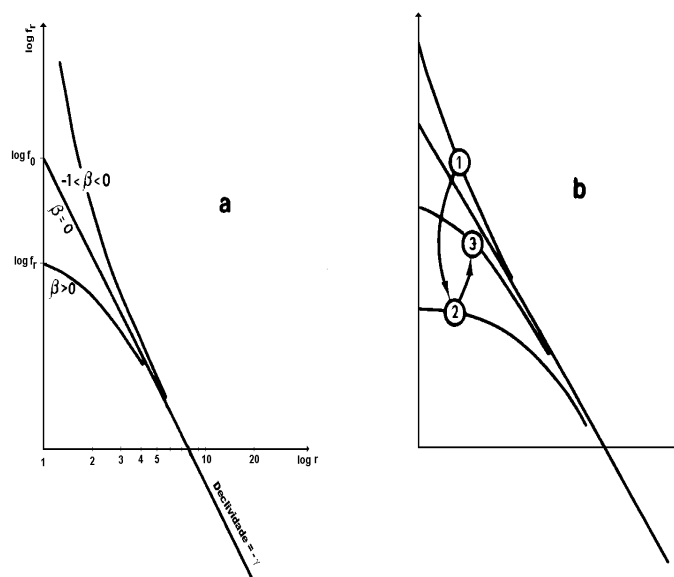 log fr
log f0
-1<β<0
β=0
log fr
β>0
a
1 2 3 4 5 10 20 log r
Declividade = -γ
b
1
2
3